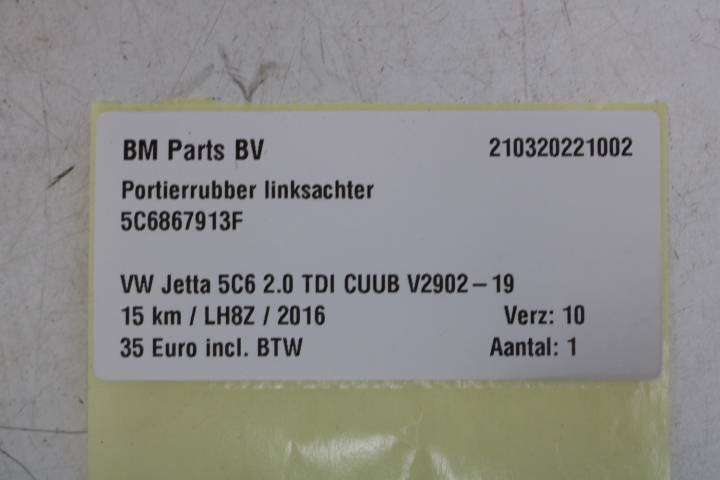 BM Parts BV 210320221002
Portierrubber linksachter
5C6867913F
VW Jetta 5C6 2.0 TDI CUUB V2902-19
15 km / LH8Z / 2016 Verz: 10
35 Euro incl. BTW Aantal: 1